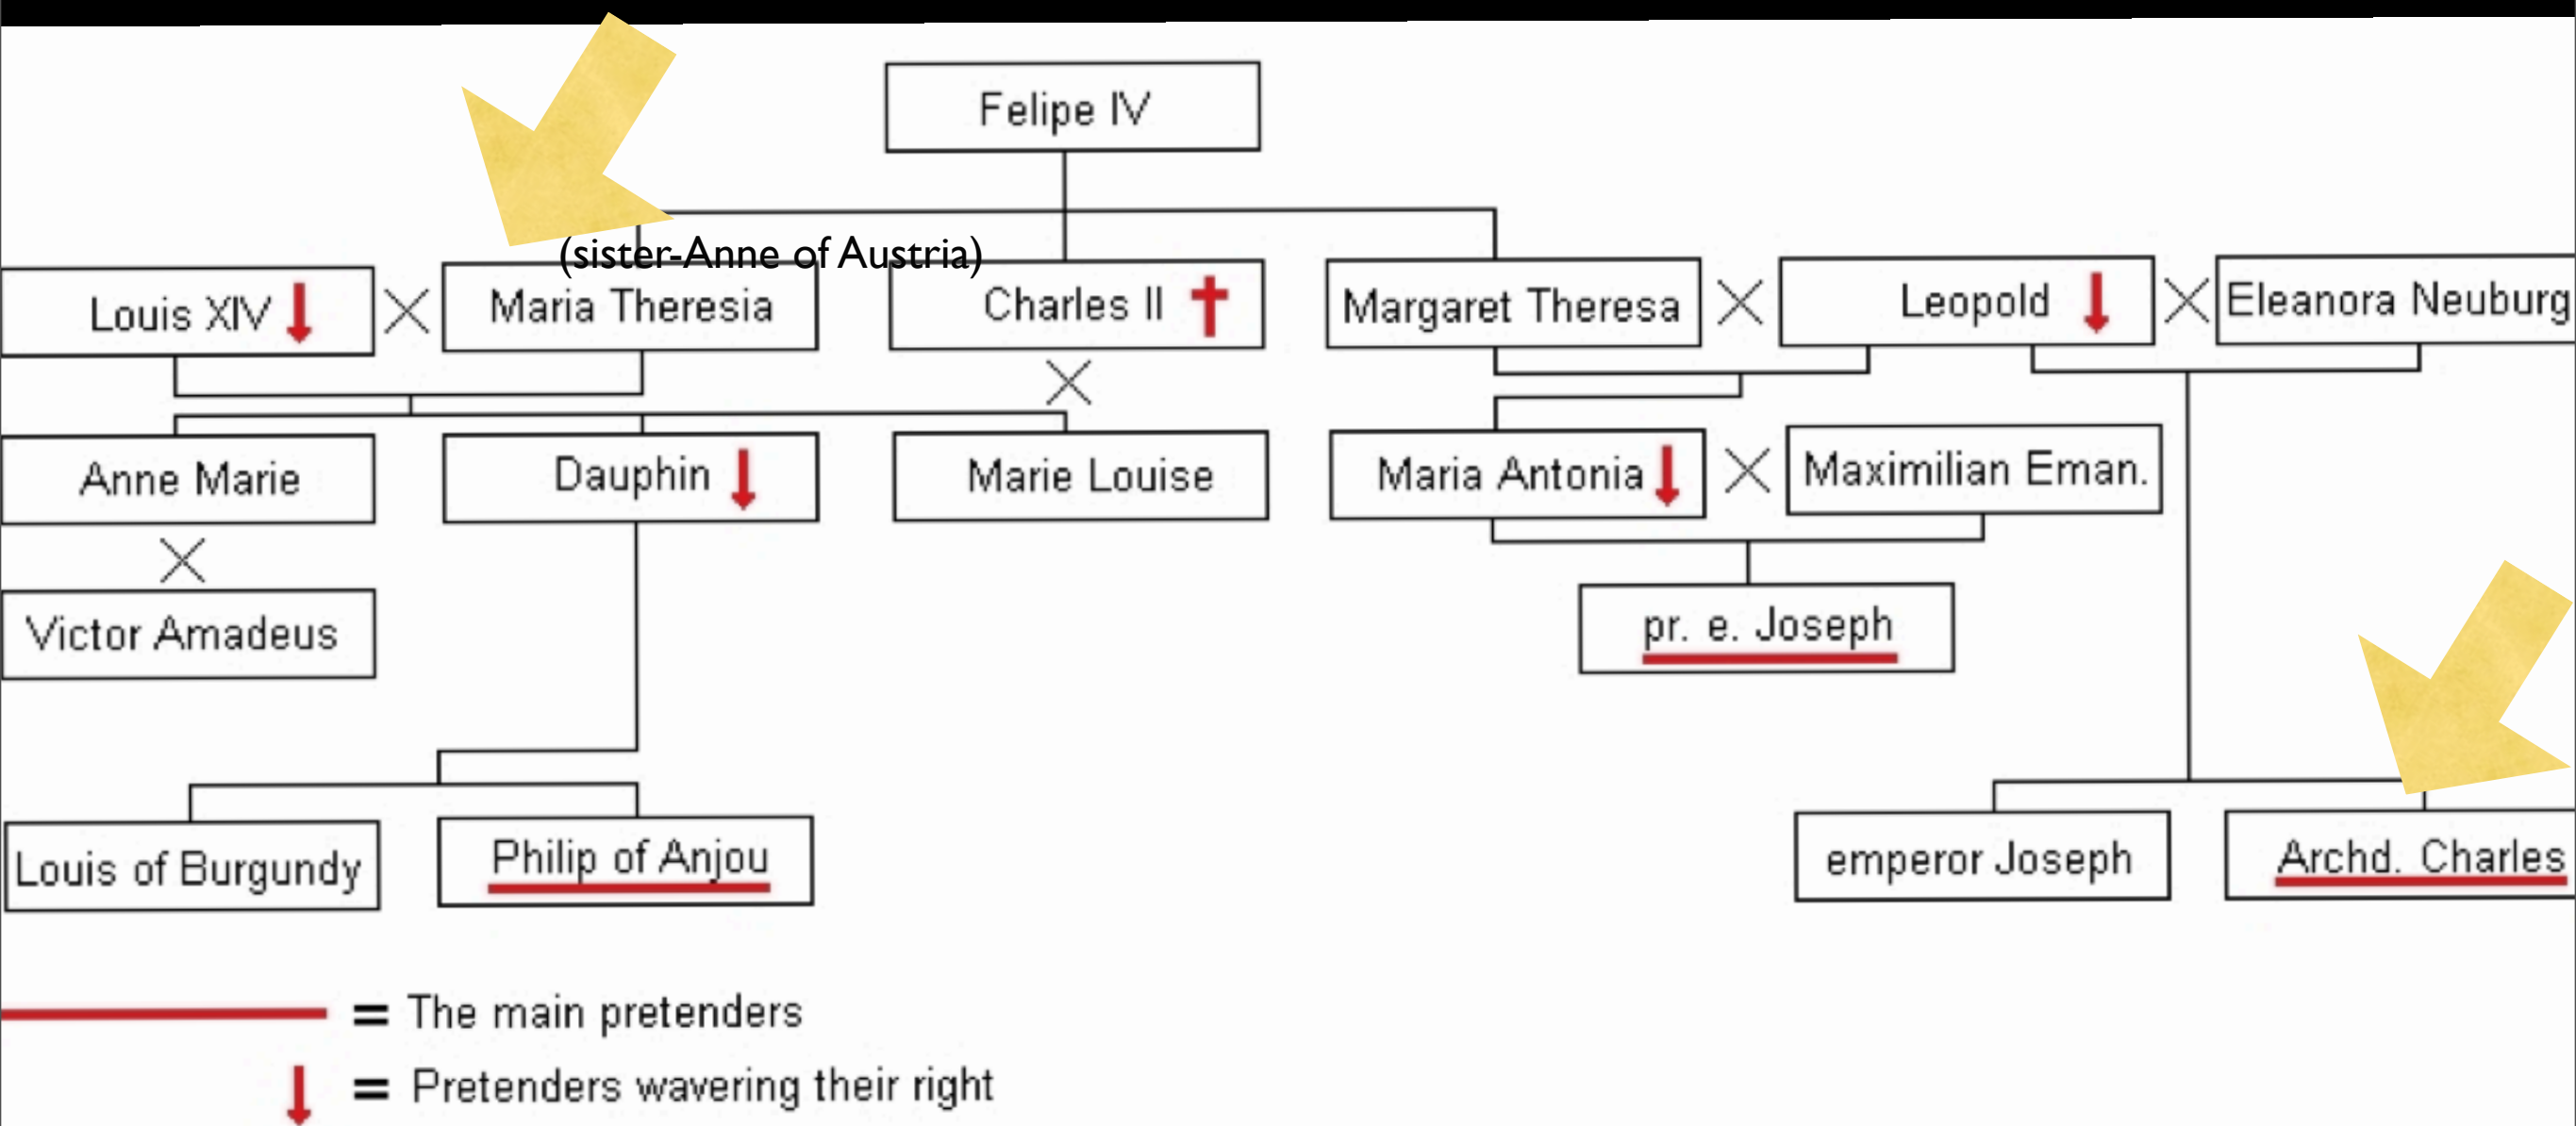 Felipe IV
(sister-Anne of Austria)
Louis XIV
Maria Theresia
Charles II
Margaret Theresa
Leopold
Eleanora Neuburg
Anne Marie
Dauphin
Marie Louise
Maria Antonia
Maximilian Eman.
Victor Amadeus
pr. e. Joseph
Louis of Burgundy
Philip of Anjou
emperor Joseph
Archd. Charles
= The main pretenders
= Pretenders wavering their right